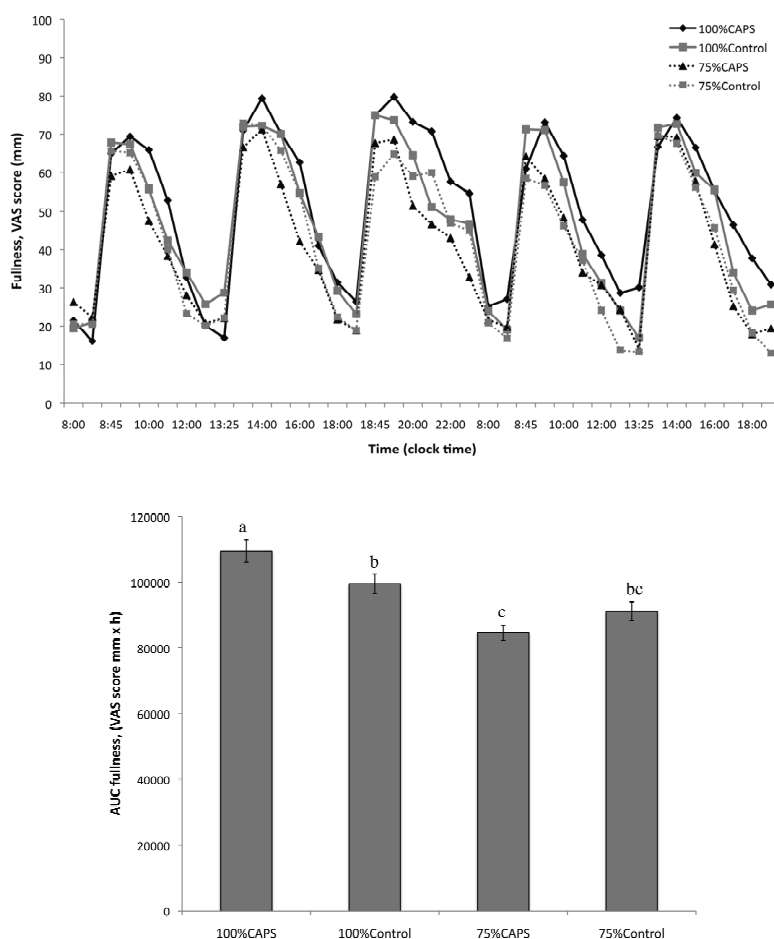 Fullness, VAS score (mm)
100
90
80
70
60
50
40
30
20
10
0
100%CAPS
100%Control
75%CAPS
75%Control
8:00 8:45 10:00 12:00 13:25 14:00 16:00 18:00 18:45 20:00 22:00 8:00 8:45 10:00 12:00 13:25 14:00 16:00 18:00
Time (clock time)
AUC fullness, (VAS score mm x h)
120000
100000
80000
60000
40000
20000
0
a
b
c
bc
100%CAPS 100%Control 75%CAPS 75%Control